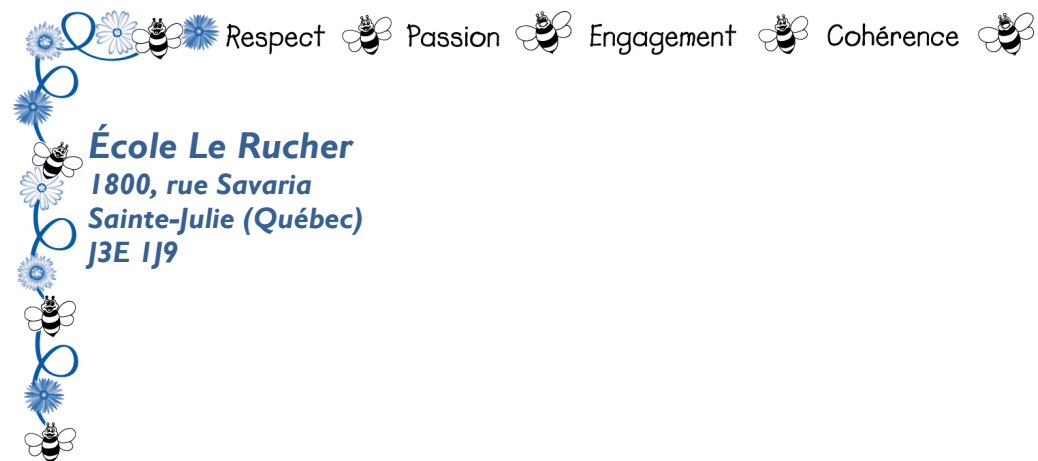 Respect Passion Engagement Cohérence
École Le Rucher
1800, rue Savaria
Sainte-Julie (Québec)
J3E 1J9